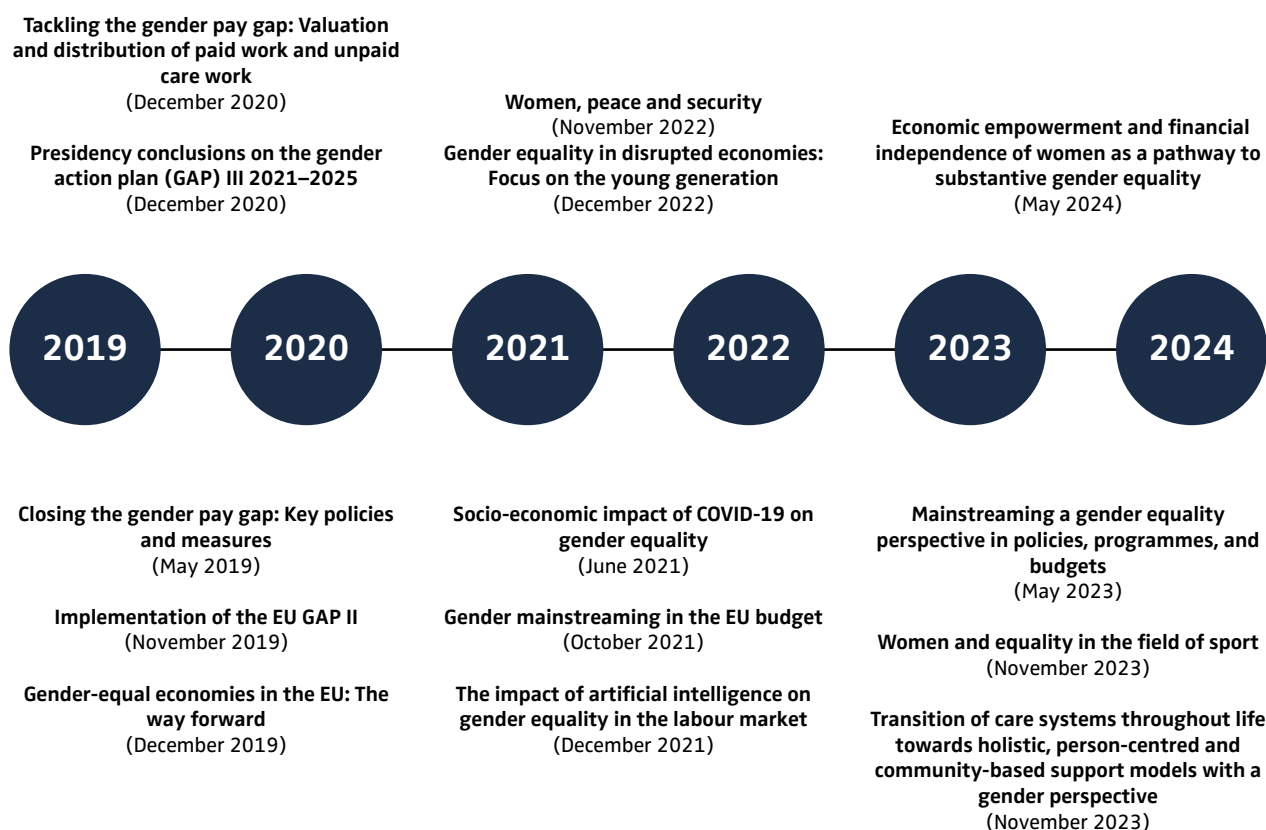 Tackling the gender pay gap: Valuation
and distribution of paid work and unpaid
care work
(December 2020)
Presidency conclusions on the gender
action plan (GAP) III 2021–2025
(December 2020)
Women, peace and security
(November 2022)
Gender equality in disrupted economies:
Focus on the young generation
(December 2022)
Economic empowerment and financial
independence of women as a pathway to
substantive gender equality
(May 2024)
2019
2020
2021
2022
2023
2024
Closing the gender pay gap: Key policies
and measures
(May 2019)
Implementation of the EU GAP II
(November 2019)
Gender-equal economies in the EU: The
way forward
(December 2019)
Socio-economic impact of COVID-19 on
gender equality
(June 2021)
Gender mainstreaming in the EU budget
(October 2021)
The impact of artificial intelligence on
gender equality in the labour market
(December 2021)
Mainstreaming a gender equality
perspective in policies, programmes, and
budgets
(May 2023)
Women and equality in the field of sport
(November 2023)
Transition of care systems throughout life
towards holistic, person-centred and
community-based support models with a
gender perspective
(November 2023)